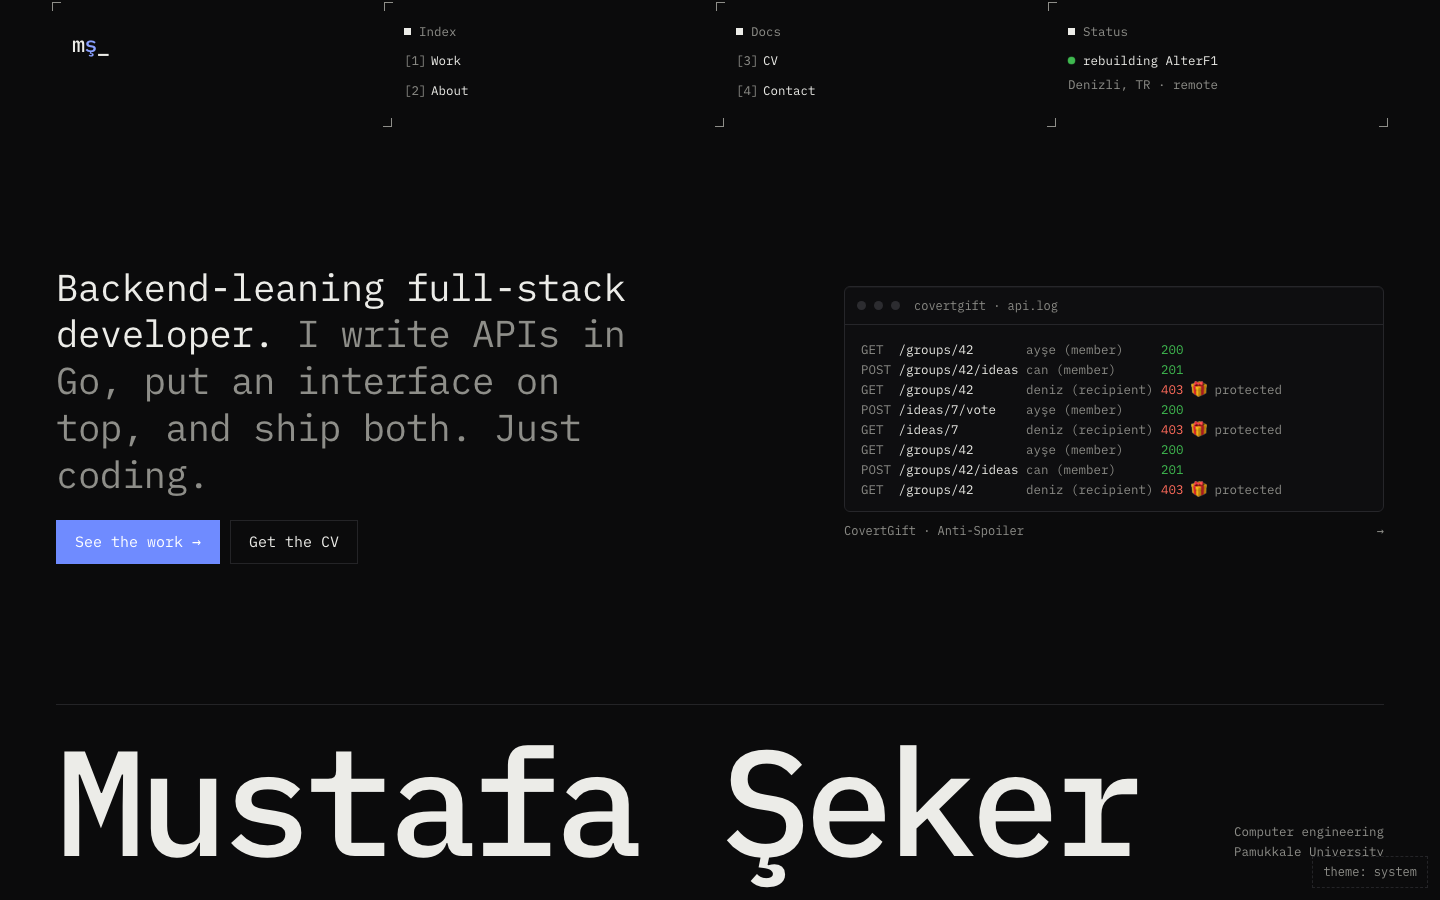 mş_
Index
[1] Work
[2] About
Docs
[3] CV
[4] Contact
Status
rebuilding AlterF1
Denizli, TR · remote
Backend-leaning full-stack
developer. I write APIs in
Go, put an interface on
top, and ship both. Just
coding.
See the work →
Get the CV
covertgift · api.log
GET /groups/42 ayşe (member) 200
POST /groups/42/ideas can (member) 201
GET /groups/42 deniz (recipient) 403 🎁 protected
POST /ideas/7/vote ayşe (member) 200
GET /ideas/7 deniz (recipient) 403 🎁 protected
GET /groups/42 ayşe (member) 200
POST /groups/42/ideas can (member) 201
GET /groups/42 deniz (recipient) 403 🎁 protected
CovertGift · Anti-Spoiler →
Mustafa Şeker
Computer engineering
Pamukkale University
theme: system